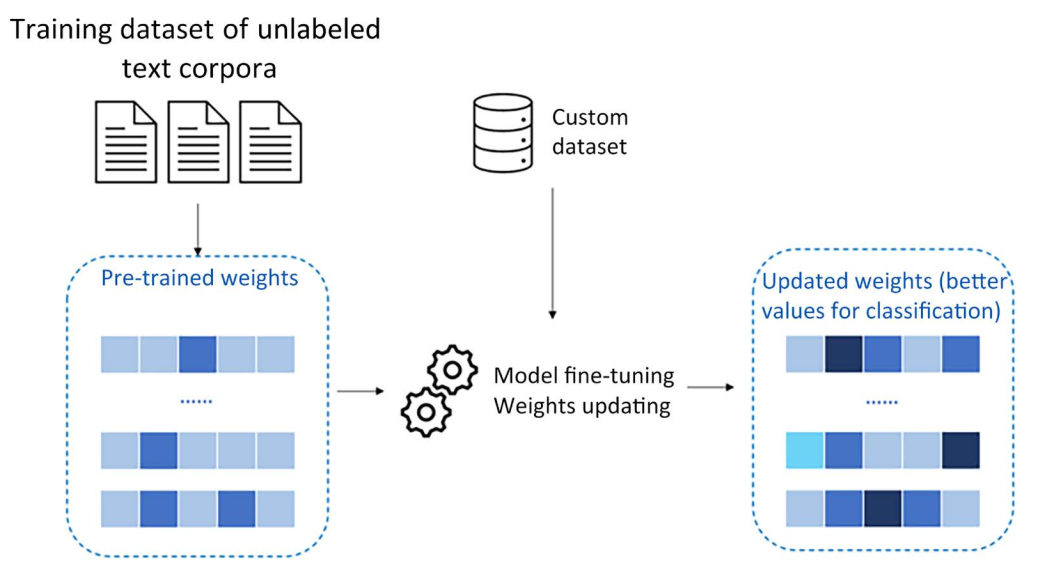 Training dataset of unlabeled
text corpora
Custom
dataset
Pre-trained weights
......
Model fine-tuning
Weights updating
Updated weights (better
values for classification)
......